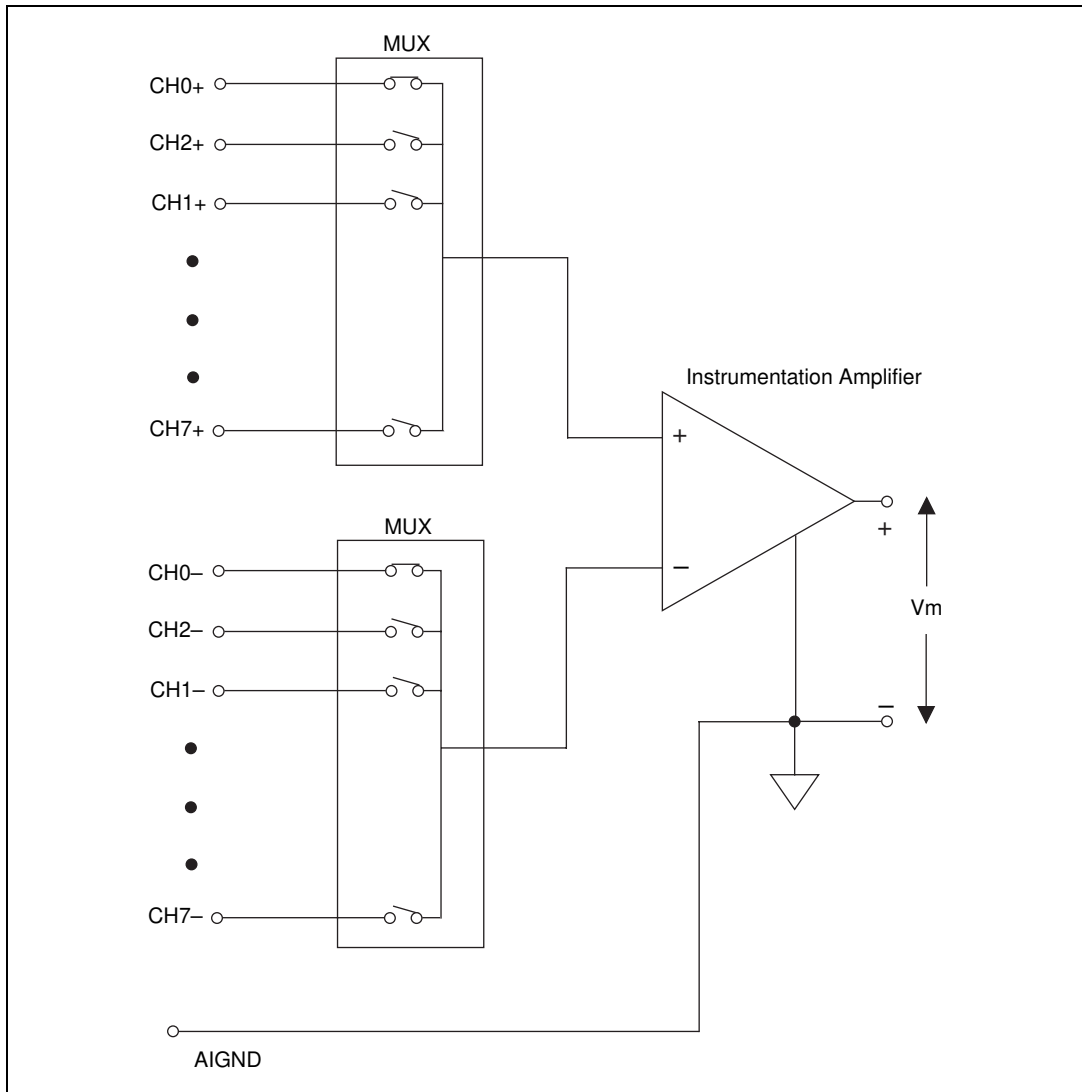 MUX
CH0+
CH2+
CH1+
CH7+
Instrumentation Amplifier
+
−
+
Vm
−
MUX
CH0−
CH2−
CH1−
CH7−
AIGND